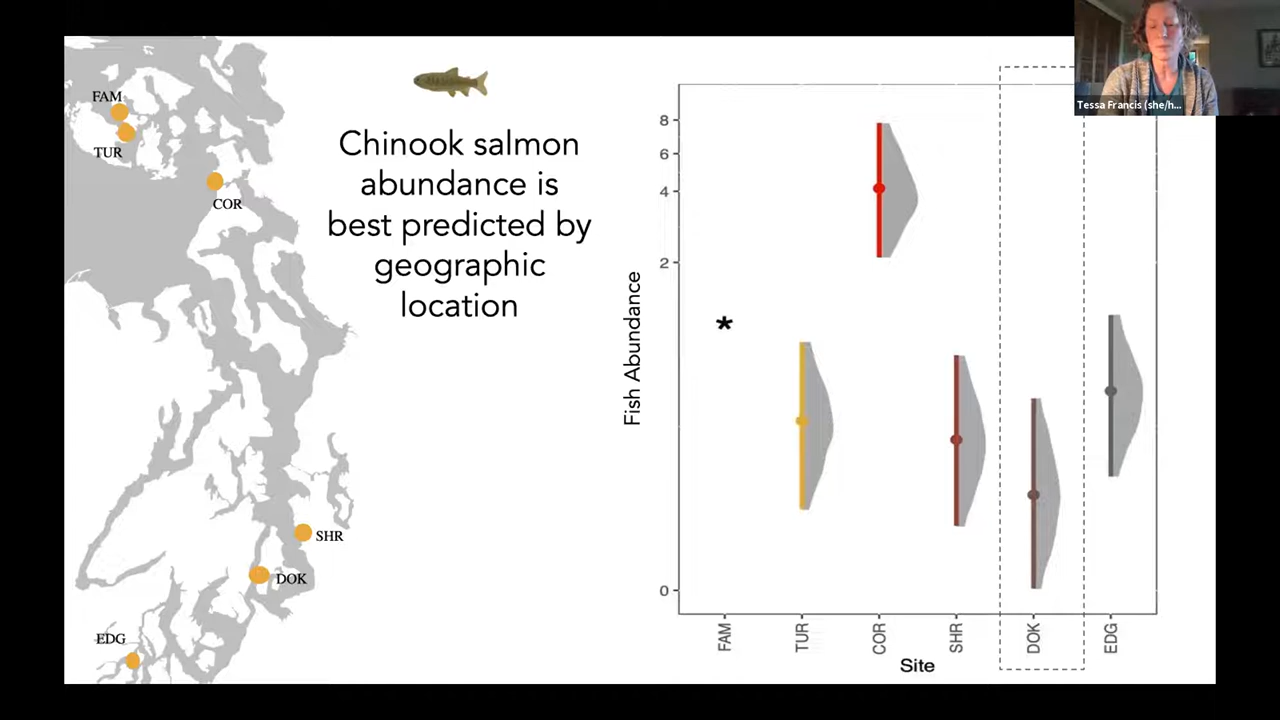 FAM
TUR
COR
SHR
DOK
EDG
Chinook salmon
abundance is
best predicted by
geographic
location
Fish Abundance
8
6
4
2
0
*
FAM
TUR
COR
SHR
DOK
EDG
Site
Tessa Francis (she/h...